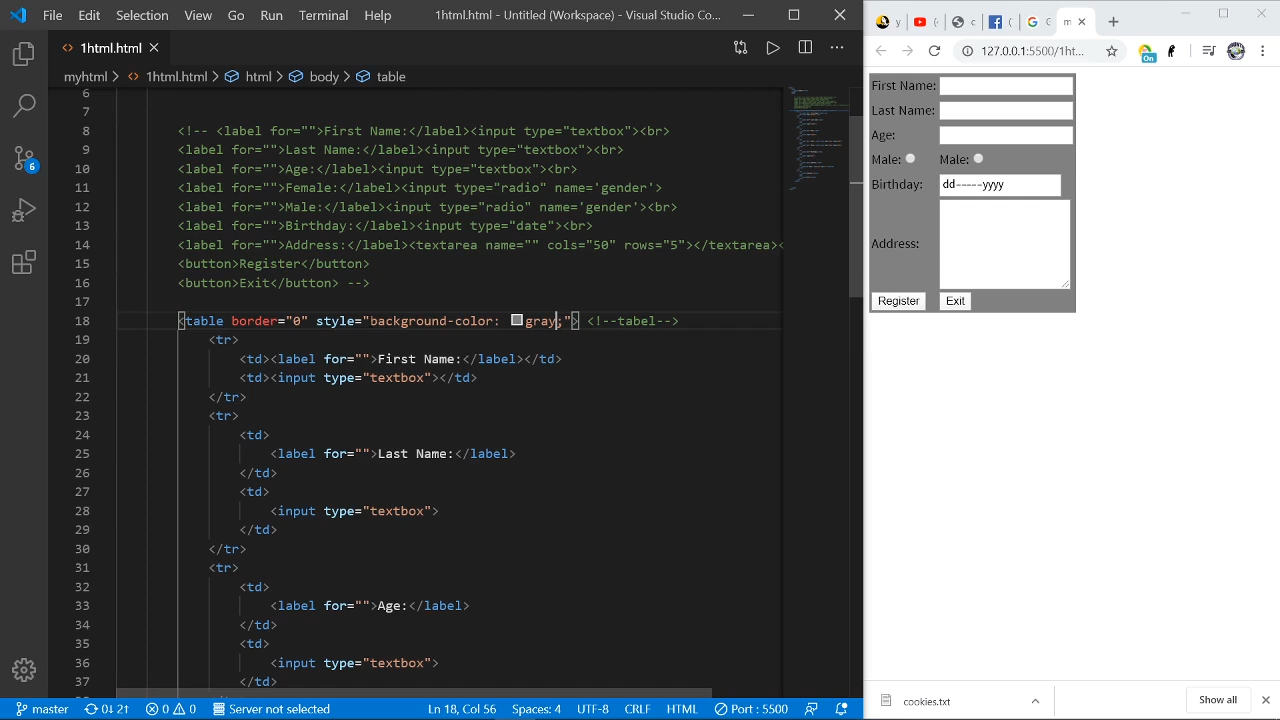 File Edit Selection View Go Run Terminal Help 1html.html - Untitled (Workspace) - Visual Studio Co...
1html.html
myhtml > 1html.html > html > body > table
6
7
8 <label for="">First Name:</label><input type="textbox"><br>
9 <label for="">Last Name:</label><input type="textbox"><br>
10 <label for="">Age:</label><input type="textbox"><br>
11 <label for="">Famale:</label><input type="radio" name='gender'>
12 <label for="">Male:</label><input type="radio" name='gender'><br>
13 <label for="">Birthday:</label><input type="date"><br>
14 <label for="">Address:</label><textarea name="" cols="50" rows="5"></textarea><
15 <button>Register</button>
16 <button>Exit</button> -->
17
18 <table border="0" style="background-color: gray;"> <!--tabel-->
19 <tr>
20 <td><label for="">First Name:</label></td>
21 <td><input type="textbox"></td>
22 </tr>
23 <tr>
24 <td>
25 <label for="">Last Name:</label>
26 </td>
27 <td>
28 <input type="textbox">
29 </td>
30 </tr>
31 <tr>
32 <td>
33 <label for="">Age:</label>
34 </td>
35 <td>
36 <input type="textbox">
37 </td>
6
master 0↓ 2↑ 0 0 Server not selected Ln 18, Col 56 Spaces: 4 UTF-8 CRLF HTML Port : 5500
127.0.0.1:5500/1ht...
On
First Name:
Last Name:
Age:
Male: Male:
Birthday: dd-----yyyy
Address:
Register Exit
cookies.txt Show all